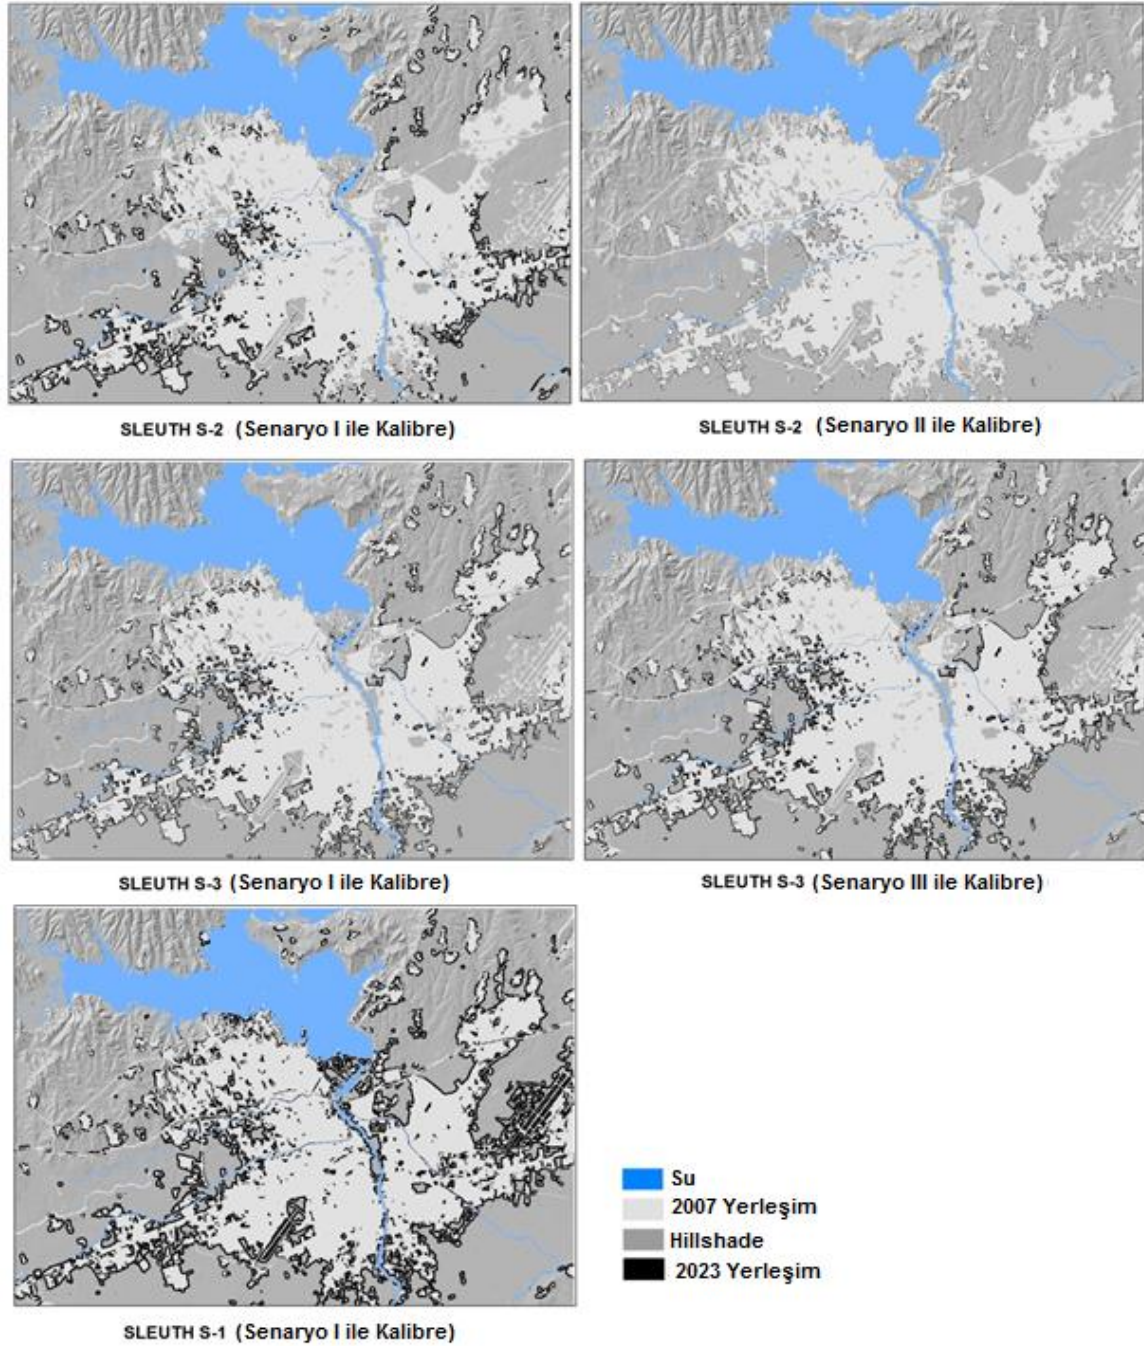 SLEUTH S-2 (Senaryo I ile Kalibre)
SLEUTH S-2 (Senaryo II ile Kalibre)
SLEUTH S-3 (Senaryo I ile Kalibre)
SLEUTH S-3 (Senaryo III ile Kalibre)
SLEUTH S-1 (Senaryo I ile Kalibre)
Su
2007 Yerleşim
Hillshade
2023 Yerleşim